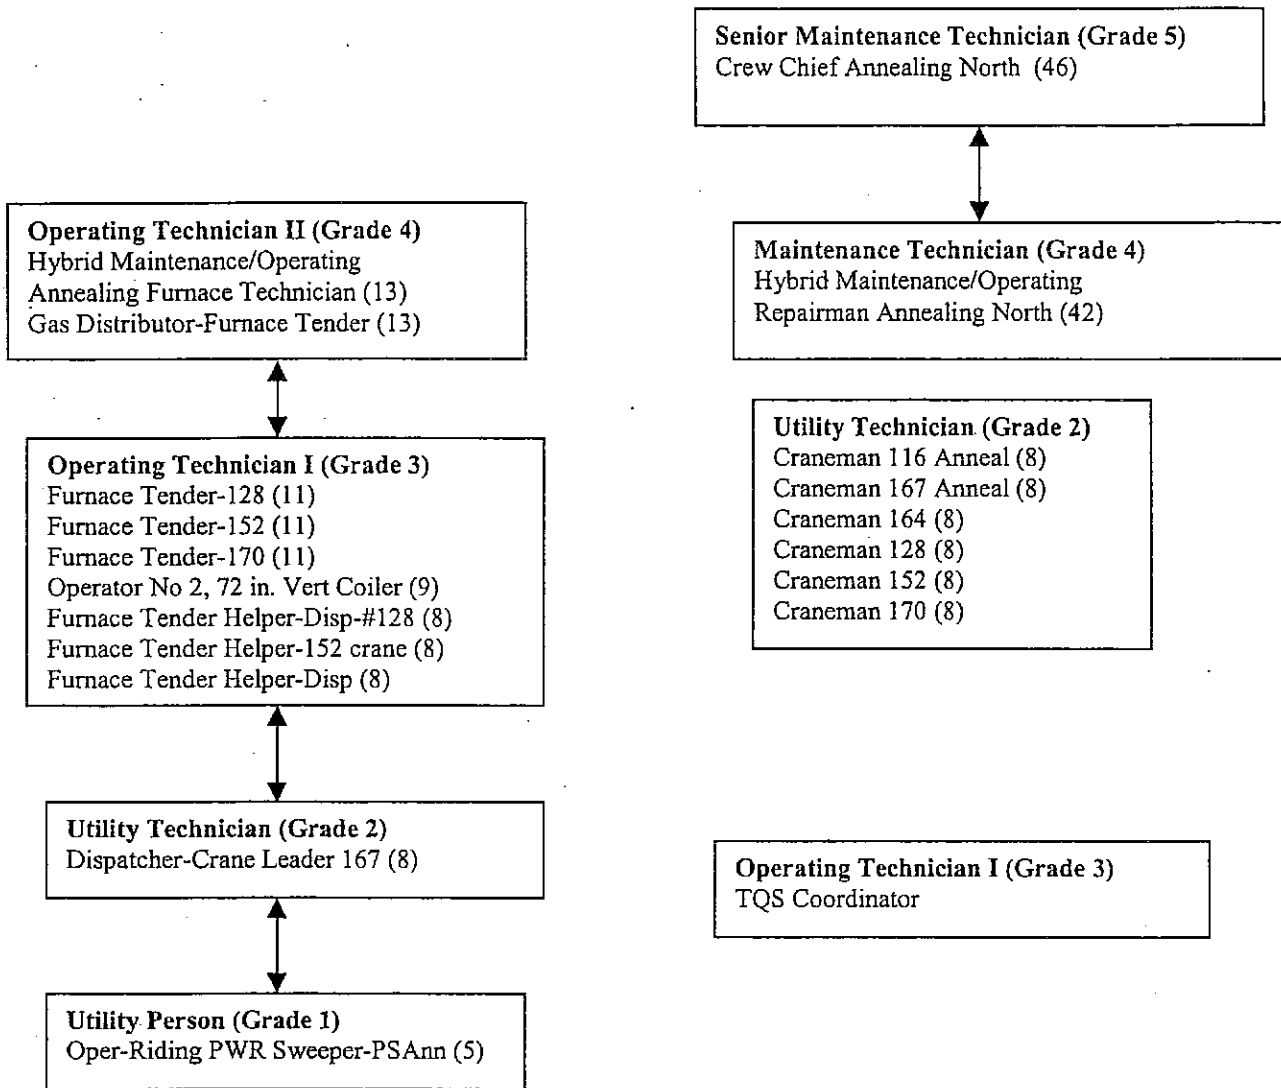 Senior Maintenance Technician (Grade 5)
Crew Chief Annealing North (46)
Operating Technician II (Grade 4)
Hybrid Maintenance/Operating
Annealing Furnace Technician (13)
Gas Distributor-Furnace Tender (13)
Maintenance Technician (Grade 4)
Hybrid Maintenance/Operating
Repairman Annealing North (42)
Operating Technician I (Grade 3)
Furnace Tender-128 (11)
Furnace Tender-152 (11)
Furnace Tender-170 (11)
Operator No 2, 72 in. Vert Coiler (9)
Furnace Tender Helper-Disp-#128 (8)
Furnace Tender Helper-152 crane (8)
Furnace Tender Helper-Disp (8)
Utility Technician (Grade 2)
Craneman 116 Anneal (8)
Craneman 167 Anneal (8)
Craneman 164 (8)
Craneman 128 (8)
Craneman 152 (8)
Craneman 170 (8)
Utility Technician (Grade 2)
Dispatcher-Crane Leader 167 (8)
Operating Technician I (Grade 3)
TQS Coordinator
Utility Person (Grade 1)
Oper-Riding PWR Sweeper-PSAnn (5)